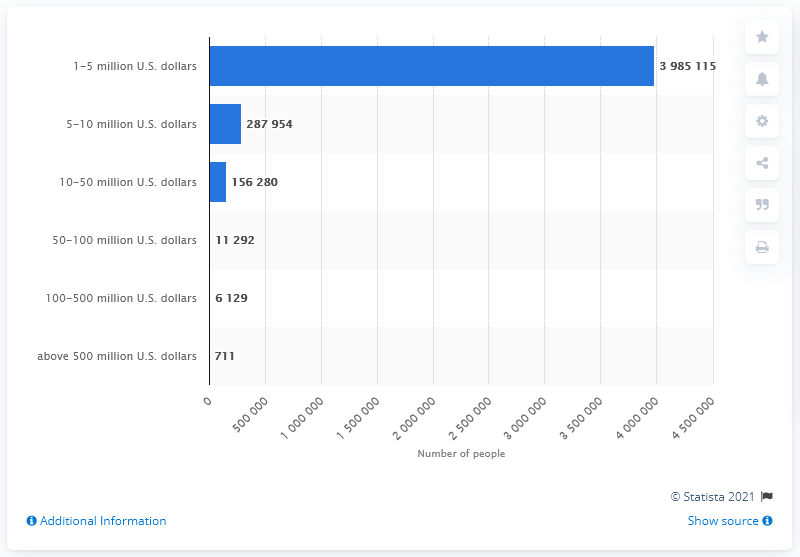 1-5 million U.S. dollars 3 985 115
5-10 million U.S. dollars 287 954
10-50 million U.S. dollars 156 280
50-100 million U.S. dollars 11 292
100-500 million U.S. dollars 6 129
above 500 million U.S. dollars 711
0 500 000 1 000 000 1 500 000 2 000 000 2 500 000 3 000 000 3 500 000 4 000 000 4 500 000
Number of people
© Statista 2021
Additional Information Show source